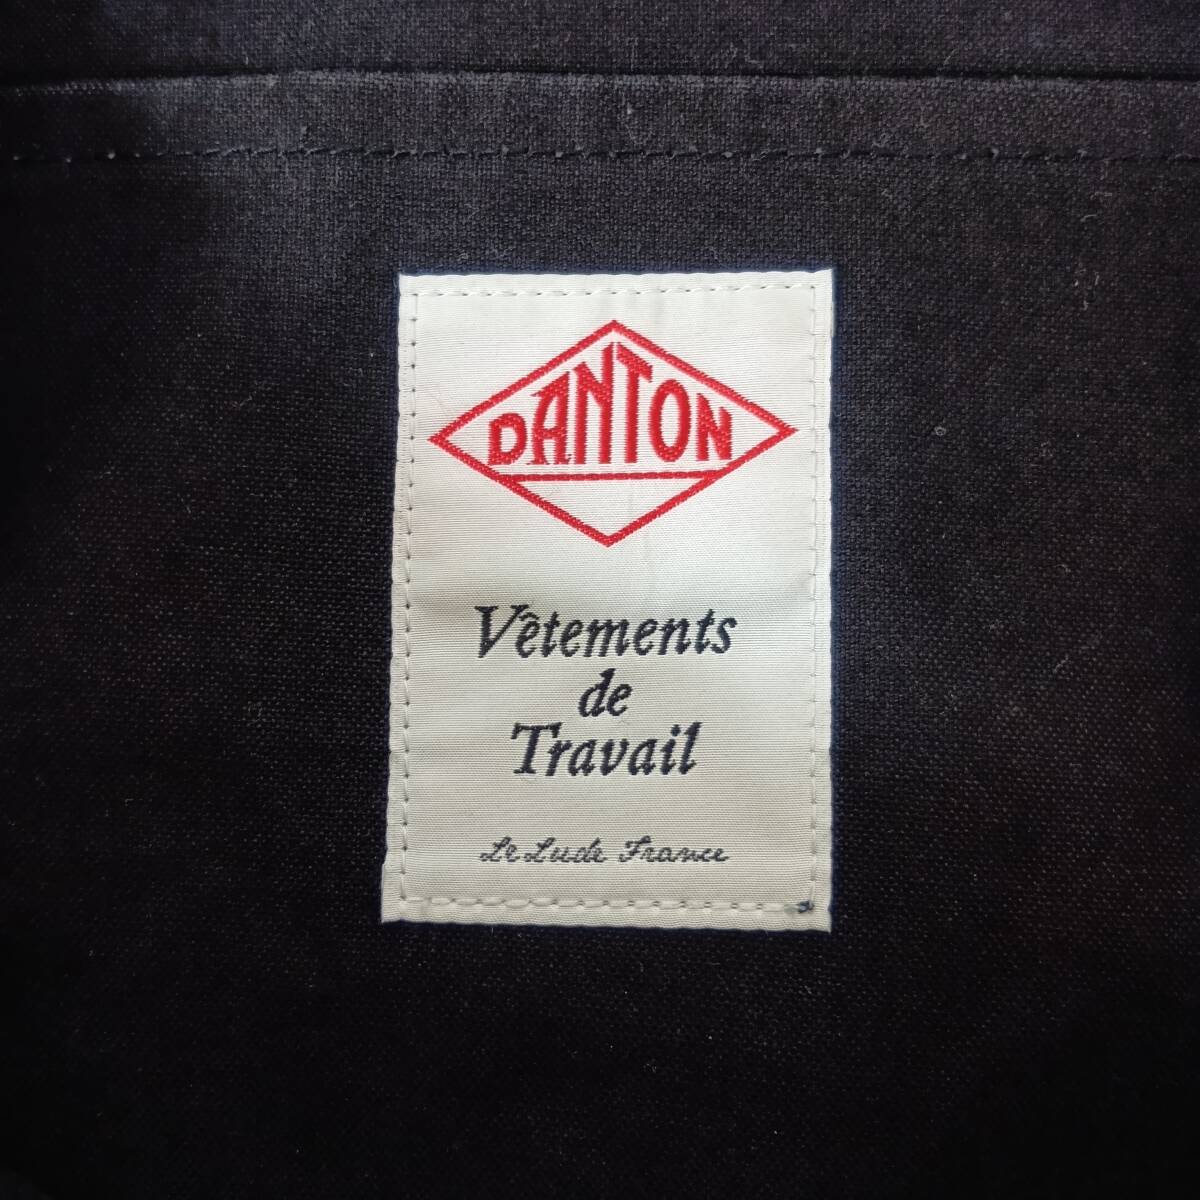 DANTON
Vêtements
de
Travail
Le Lude France